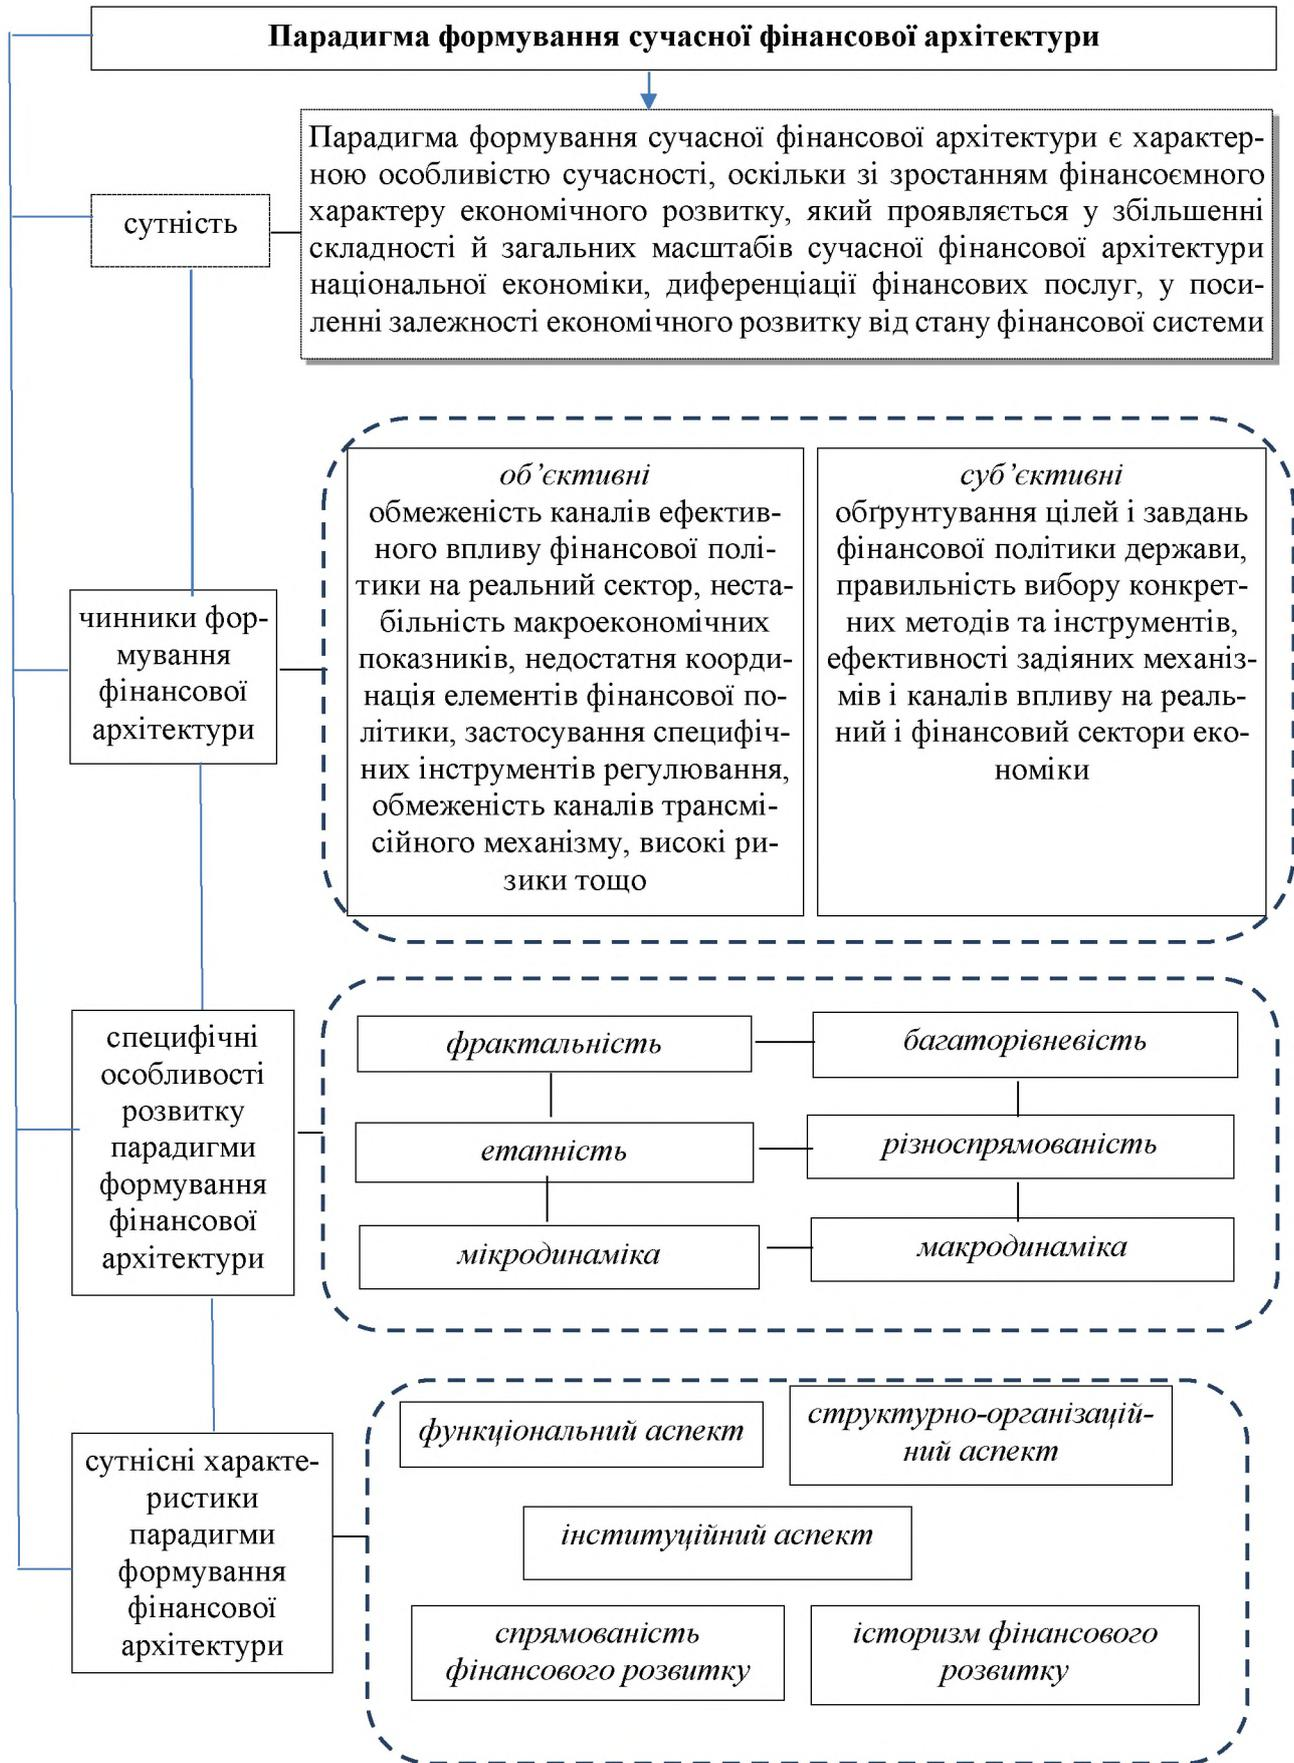 Парадигма формування сучасної фінансової архітектури
Парадигма формування сучасної фінансової архітектури є характер-
ною особливістю сучасності, оскільки зі зростанням фінансоємного
характеру економічного розвитку, який проявляється у збільшенні
складності й загальних масштабів сучасної фінансової архітектури
національної економіки, диференціації фінансових послуг, у поси-
ленні залежності економічного розвитку від стану фінансової системи
сутність
чинники фор-
мування
фінансової
архітектури
об’єктивні
обмеженість каналів ефектив-
ного впливу фінансової полі-
тики на реальний сектор, неста-
більність макроекономічних
показників, недостатня коорди-
нація елементів фінансової по-
літики, застосування специфіч-
них інструментів регулювання,
обмеженість каналів трансмі-
сійного механізму, високі ри-
зики тощо
суб’єктивні
обґрунтування цілей і завдань
фінансової політики держави,
правильність вибору конкрет-
них методів та інструментів,
ефективності задіяних механіз-
мів і каналів впливу на реаль-
ний і фінансовий сектори еко-
номіки
специфічні
особливості
розвитку
парадигми
формування
фінансової
архітектури
фрактальність
багаторівневість
етапність
різноспрямованість
мікродинаміка
макродинаміка
сутнісні характе-
ристики
парадигми
формування
фінансової
архітектури
функціональний аспект
структурно-організацій-
ний аспект
інституційний аспект
спрямованість
фінансового розвитку
історизм фінансового
розвитку